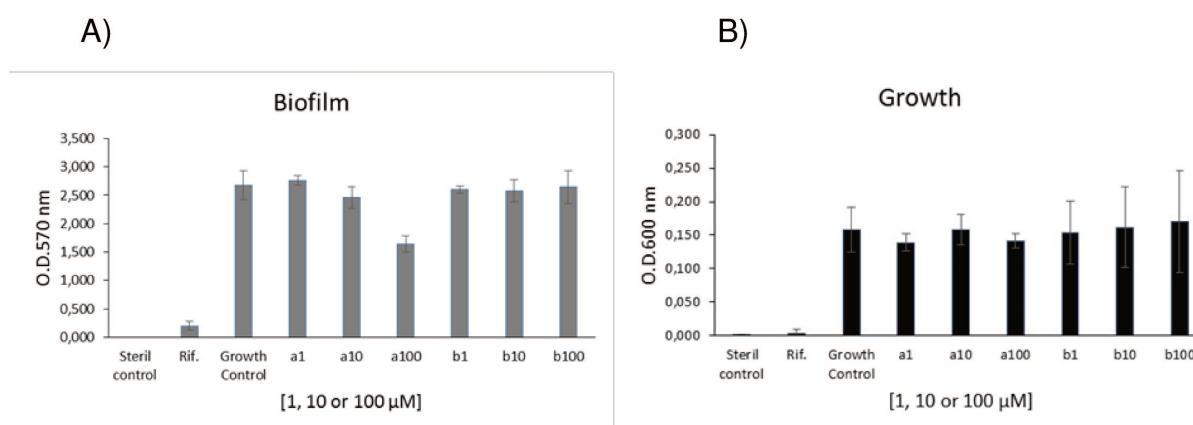 A)
Biofilm
3,500
3,000
2,500
2,000
1,500
1,000
0,500
0,000
O.D.570 nm
Steril control
Rif.
Growth Control
a1
a10
a100
b1
b10
b100
[1, 10 or 100 µM]
B)
Growth
0,300
0,250
0,200
0,150
0,100
0,050
0,000
O.D.600 nm
Steril control
Rif.
Growth Control
a1
a10
a100
b1
b10
b100
[1, 10 or 100 µM]